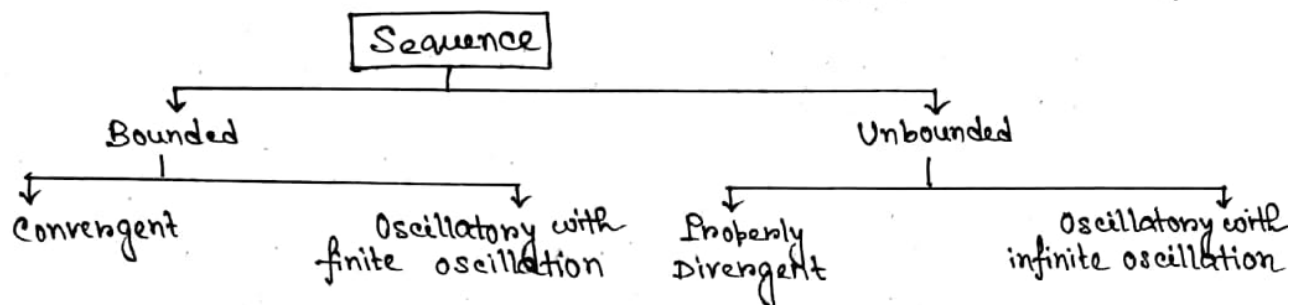 Sequence
Bounded
Unbounded
Convergent
Oscillatory with
finite oscillation
Properly
Divergent
Oscillatory with
infinite oscillation